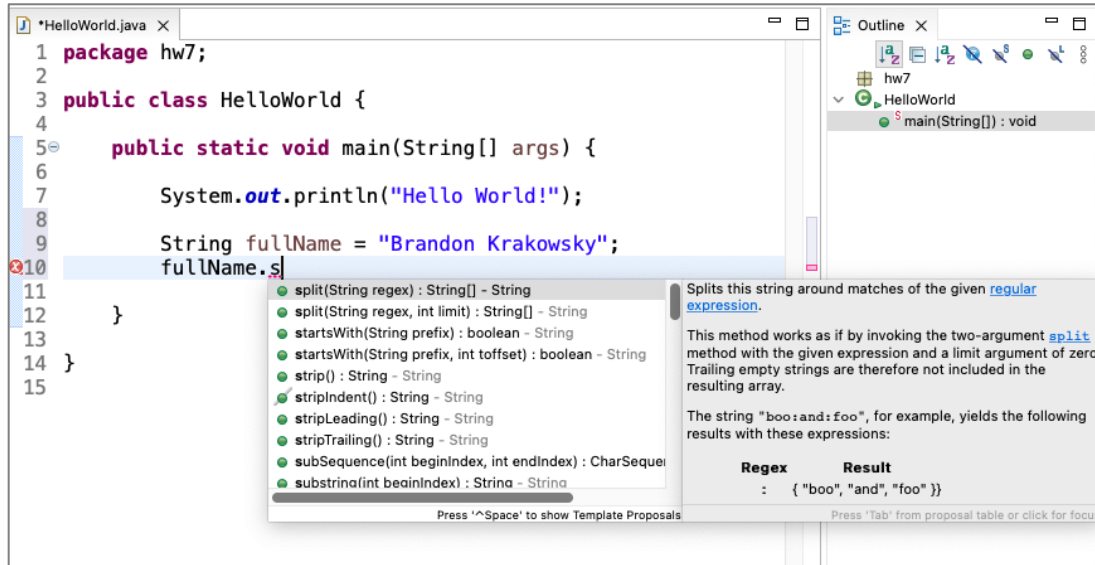 *HelloWorld.java
1 package hw7;
2
3 public class HelloWorld {
4
5 public static void main(String[] args) {
6
7 System.out.println("Hello World!");
8
9 String fullName = "Brandon Krakowsky";
10 fullName.s
11
12 }
13
14 }
15
split(String regex) : String[] - String
split(String regex, int limit) : String[] - String
startsWith(String prefix) : boolean - String
startsWith(String prefix, int toffset) : boolean - String
strip() : String - String
stripIndent() : String - String
stripLeading() : String - String
stripTrailing() : String - String
subSequence(int beginIndex, int endIndex) : CharSequen
substring(int beginIndex) : String - String
Press '^Space' to show Template Proposals
Splits this string around matches of the given regular
expression.
This method works as if by invoking the two-argument split
method with the given expression and a limit argument of zero
Trailing empty strings are therefore not included in the
resulting array.
The string "boo:and:foo", for example, yields the following
results with these expressions:
Regex Result
: { "boo", "and", "foo" }}
Press 'Tab' from proposal table or click for focu
Outline
hw7
HelloWorld
main(String[]) : void